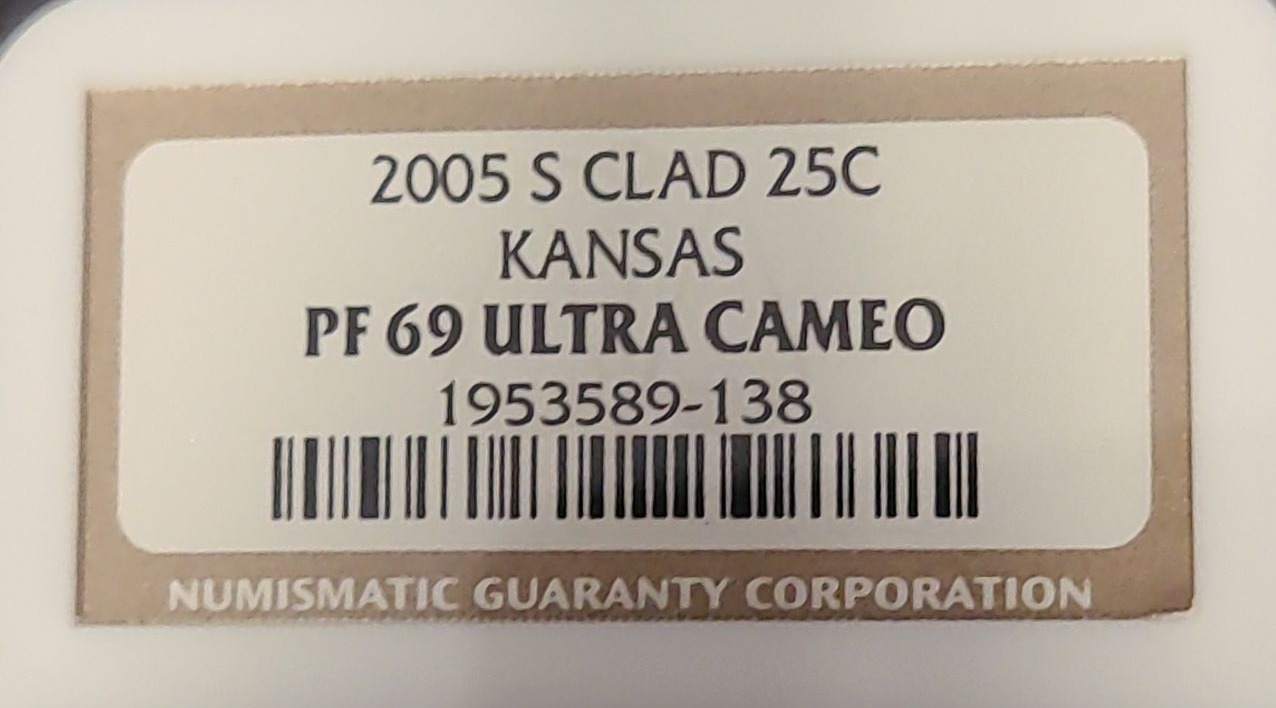 2005 S CLAD 25C
KANSAS
PF 69 ULTRA CAMEO
1953589-138
NUMISMATIC GUARANTY CORPORATION